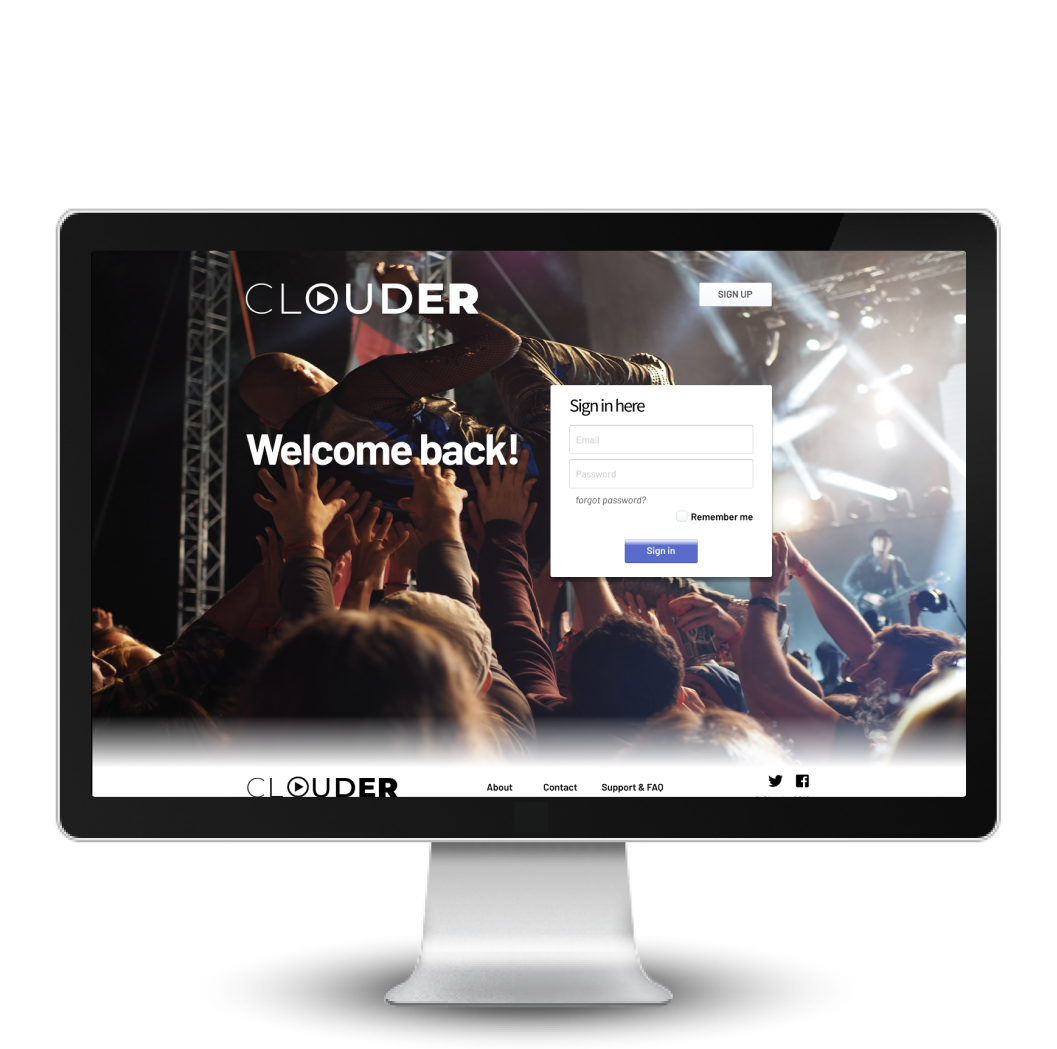 CLOUDER
SIGN UP
Welcome back!
Sign in here
Email
Password
forgot password?
Remember me
Sign in
CLOUDER
About
Contact
Support & FAQ